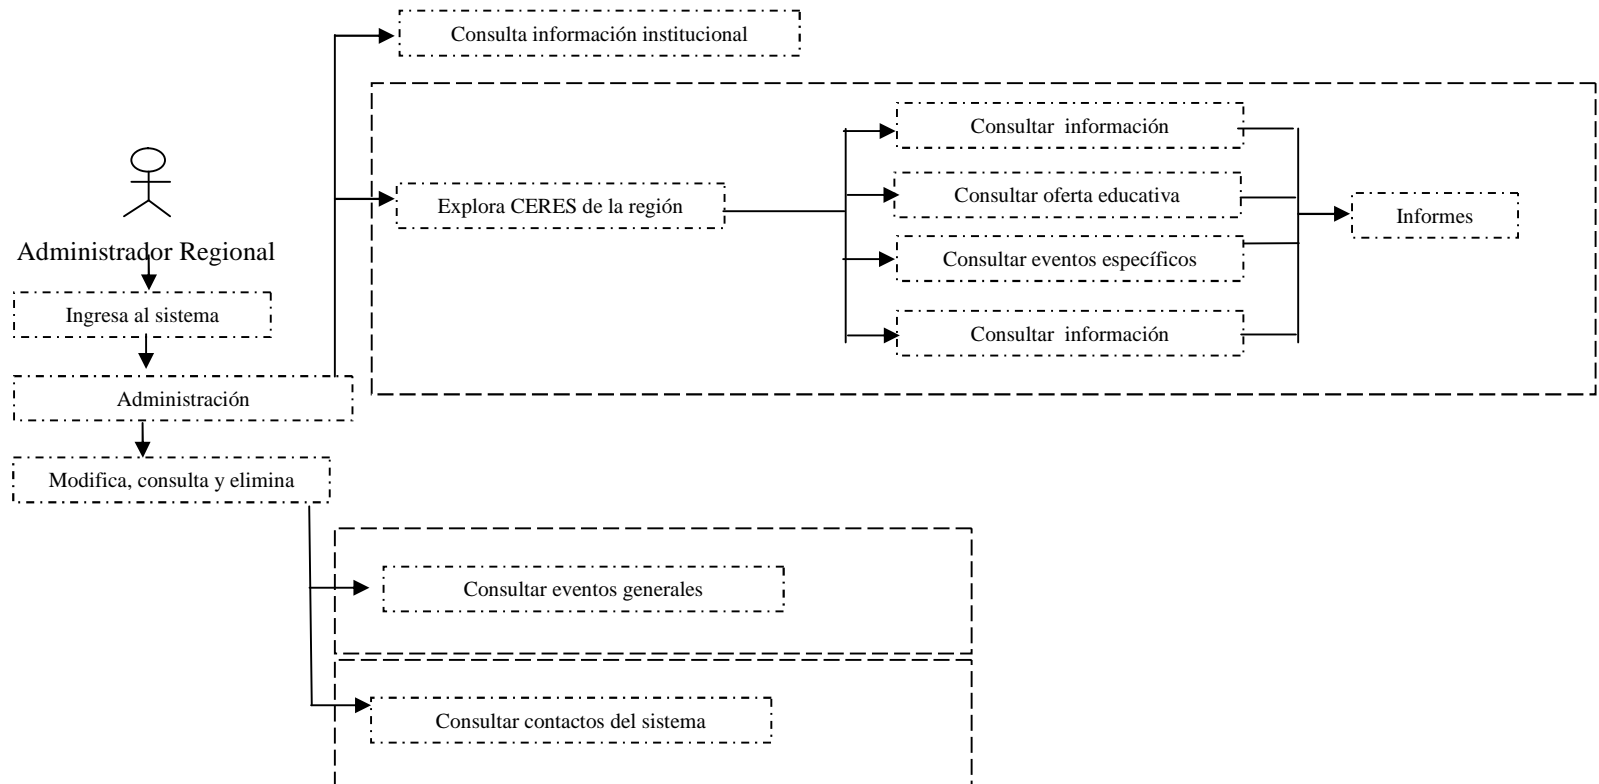 Consulta información institucional
Consultar  información
Consultar oferta educativa
Explora CERES de la región
Informes
Administrador Regional
Consultar eventos específicos
Ingresa al sistema
Consultar  información
Administración
Modifica, consulta y elimina
Consultar eventos generales
Consultar contactos del sistema